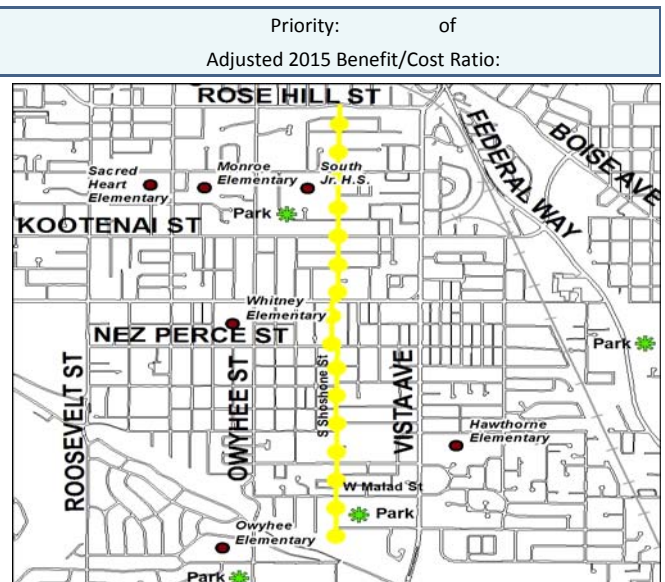 Priority: of
Adjusted 2015 Benefit/Cost Ratio:
ROSE HILL ST
FEDERAL WAY
BOISE AVE
Sacred
Heart
Elementary
Monroe
Elementary
South
Jr. H.S.
Park
KOOTENAI ST
Whitney
Elementary
NEZ PERCE ST
Park
ROOSEVELT ST
OWYHEE ST
S Shoshone St
VISTA AVE
Hawthorne
Elementary
W Malad St
Park
Owyhee
Elementary
Park